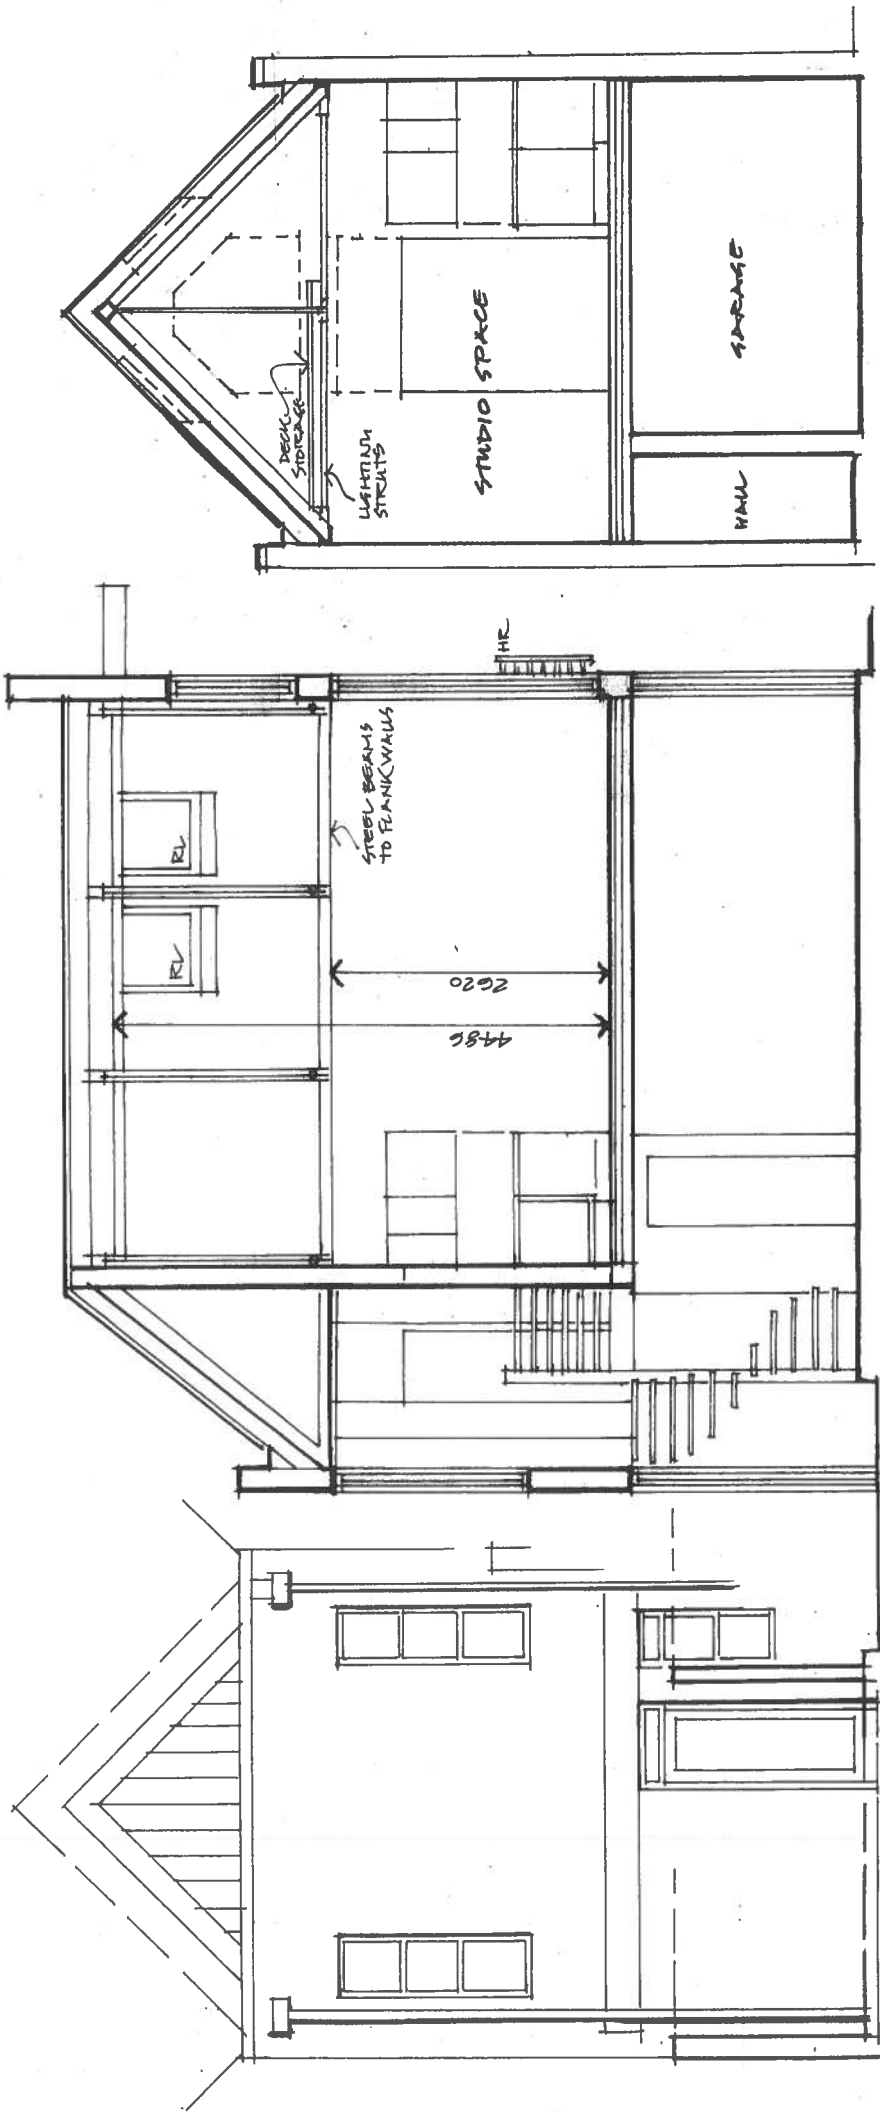 DECK
STORAGE
LIGHTING
STRUTS
STUDIO SPACE
GARAGE
HALL
HR
STEEL BEAMS
TO FLANK WALLS
RL
RL
2620
4486